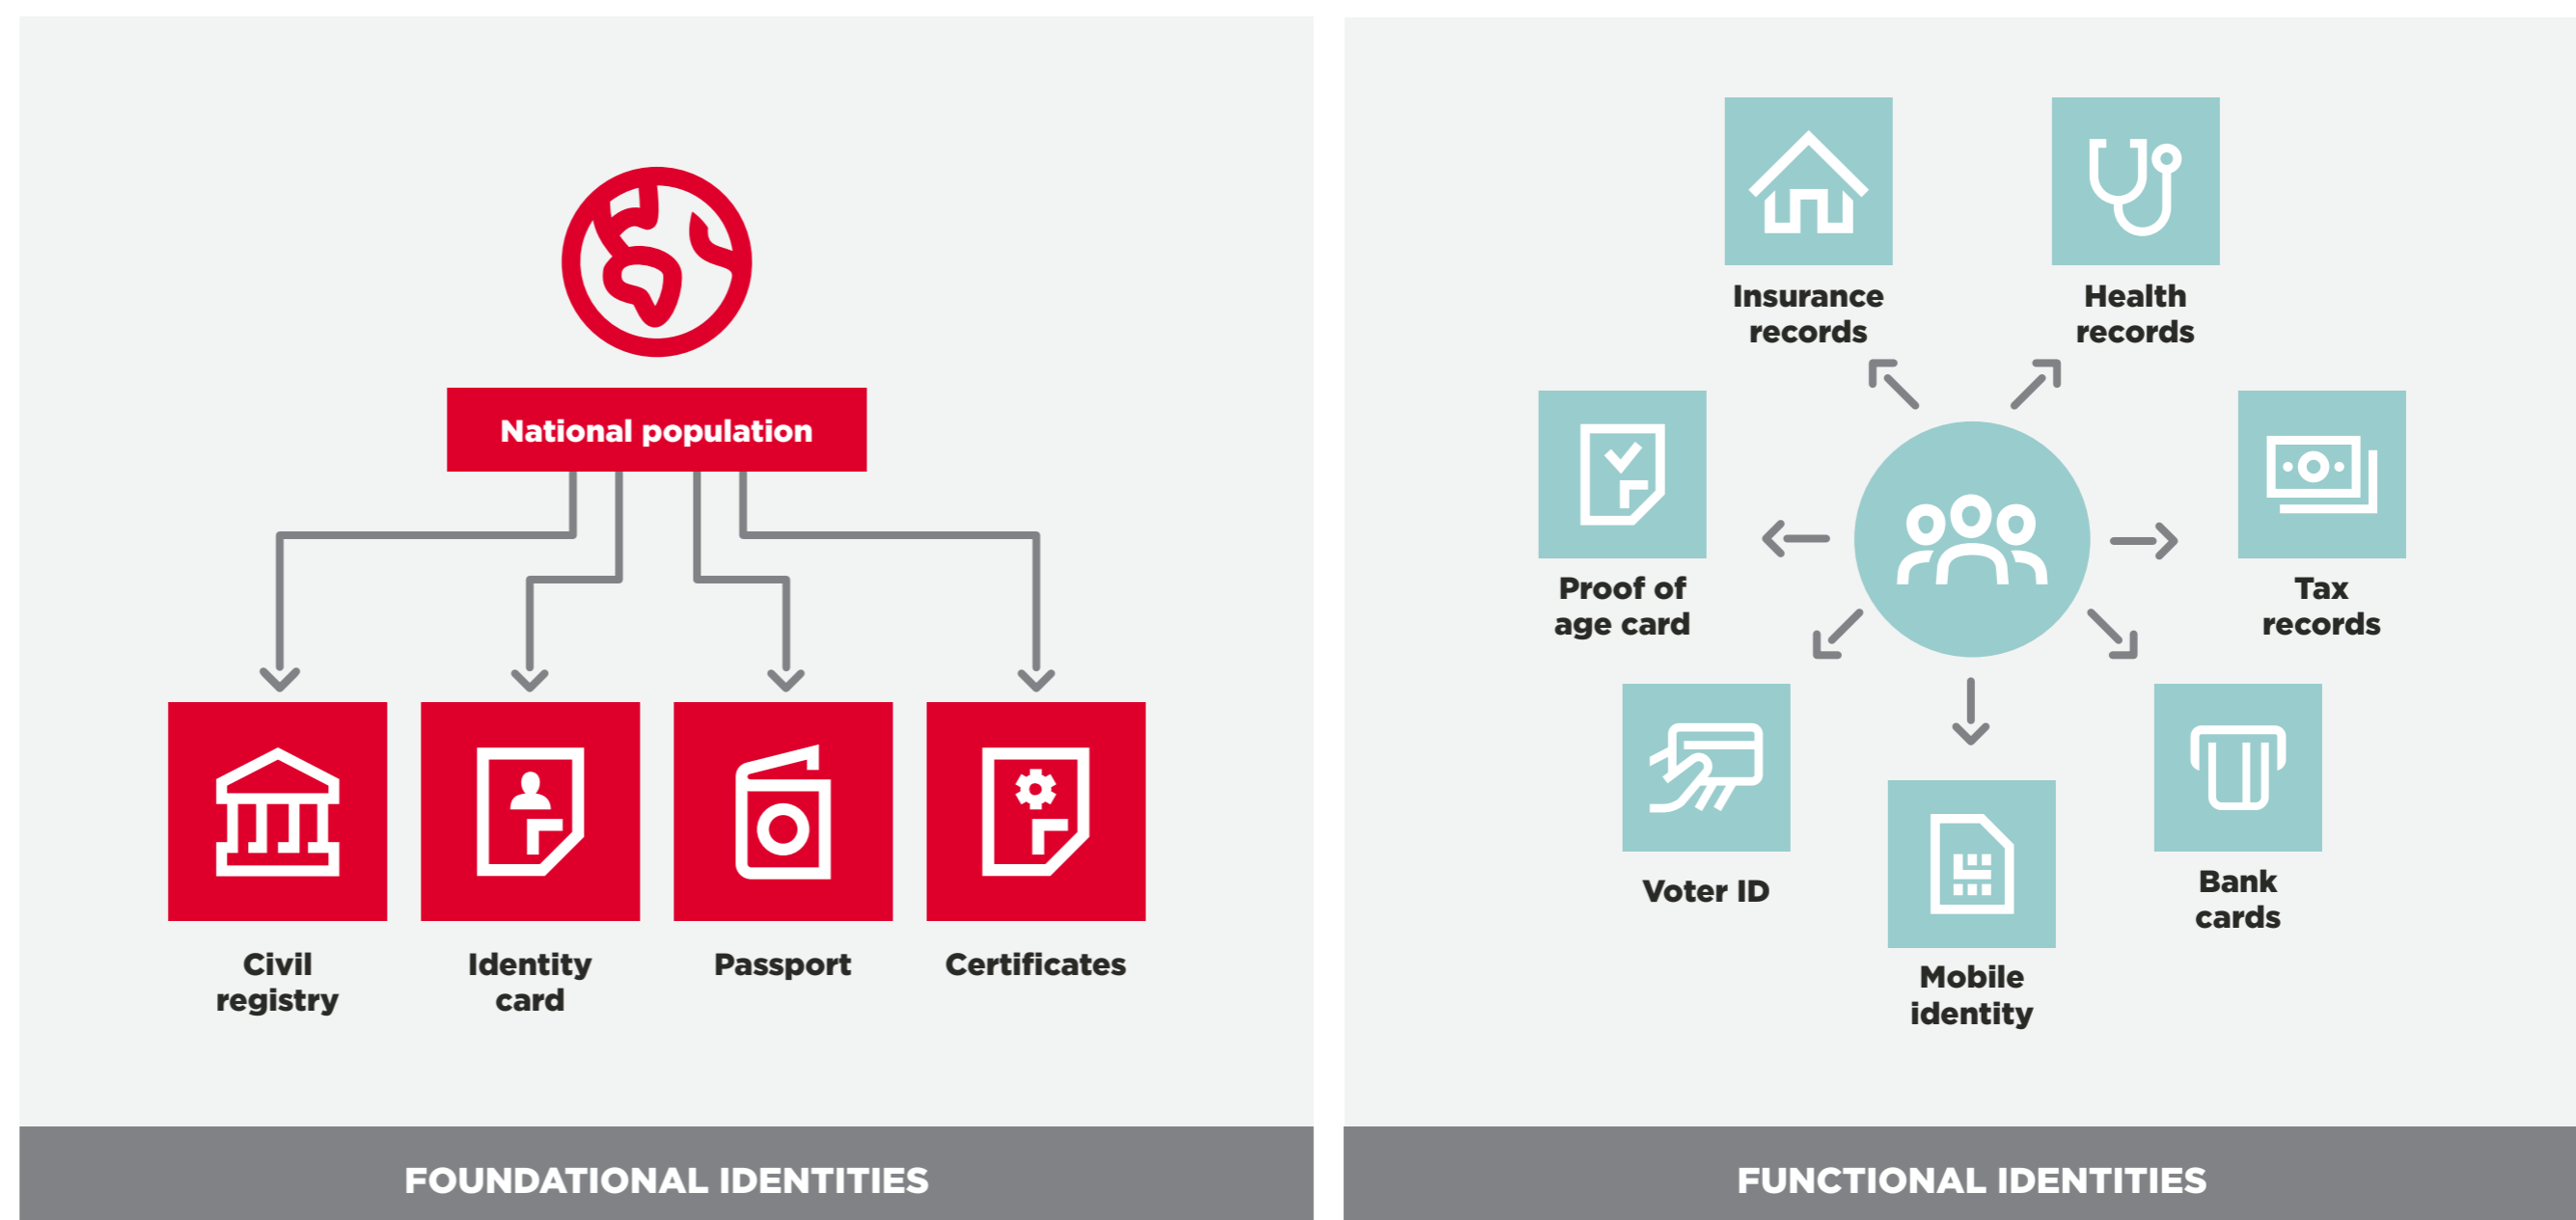 National population
Civil
registry
Identity
card
Passport
Certificates
FOUNDATIONAL IDENTITIES
Insurance
records
Health
records
Proof of
age card
Tax
records
Voter ID
Bank
cards
Mobile
identity
FUNCTIONAL IDENTITIES